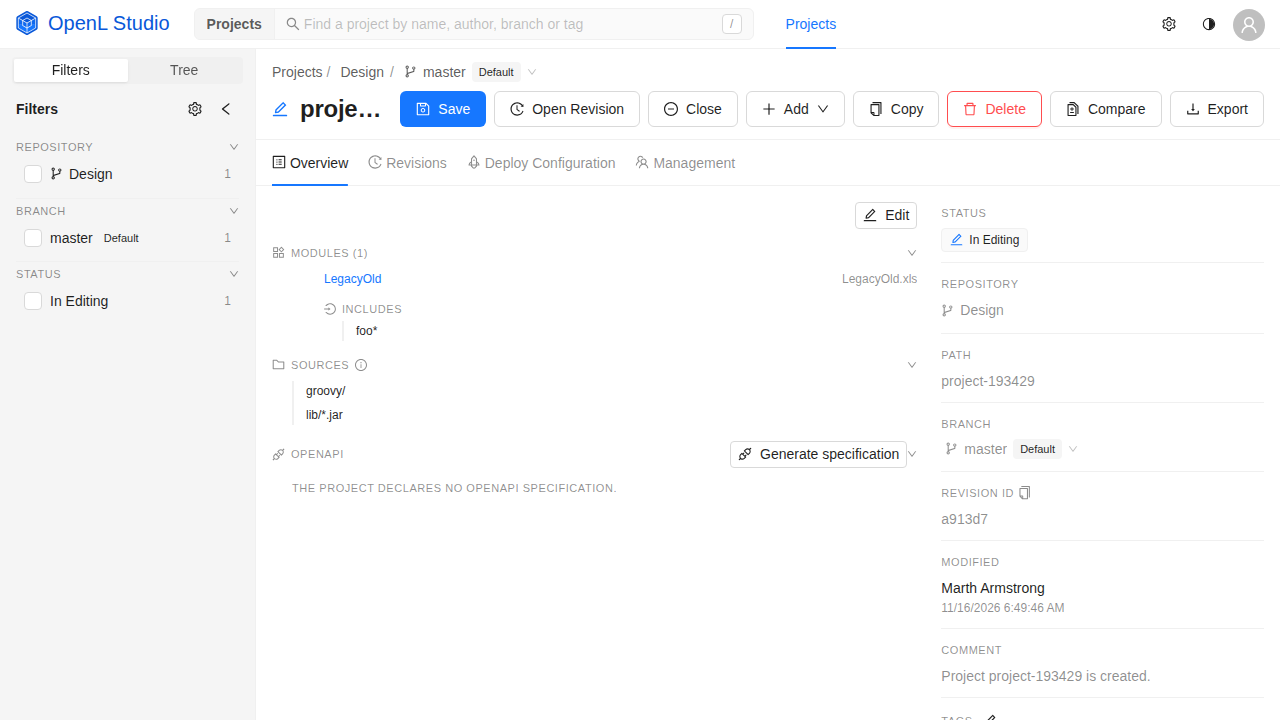 OpenL Studio
Projects
Find a project by name, author, branch or tag
/
Projects
Filters
Tree
Filters
REPOSITORY
Design
1
BRANCH
master Default
1
STATUS
In Editing
1
Projects / Design / master Default
proje...
Save
Open Revision
Close
Add
Copy
Delete
Compare
Export
Overview
Revisions
Deploy Configuration
Management
Edit
MODULES (1)
LegacyOld
LegacyOld.xls
INCLUDES
foo*
SOURCES
groovy/
lib/*.jar
OPENAPI
Generate specification
THE PROJECT DECLARES NO OPENAPI SPECIFICATION.
STATUS
In Editing
REPOSITORY
Design
PATH
project-193429
BRANCH
master Default
REVISION ID
a913d7
MODIFIED
Marth Armstrong
11/16/2026 6:49:46 AM
COMMENT
Project project-193429 is created.
TAGS